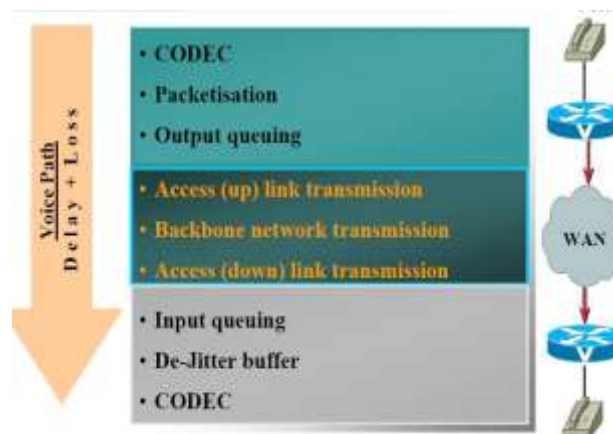 Voice Path
Delay + Loss
• CODEC
• Packetisation
• Output queuing
• Access (up) link transmission
• Backbone network transmission
• Access (down) link transmission
• Input queuing
• De-Jitter buffer
• CODEC
WAN
V